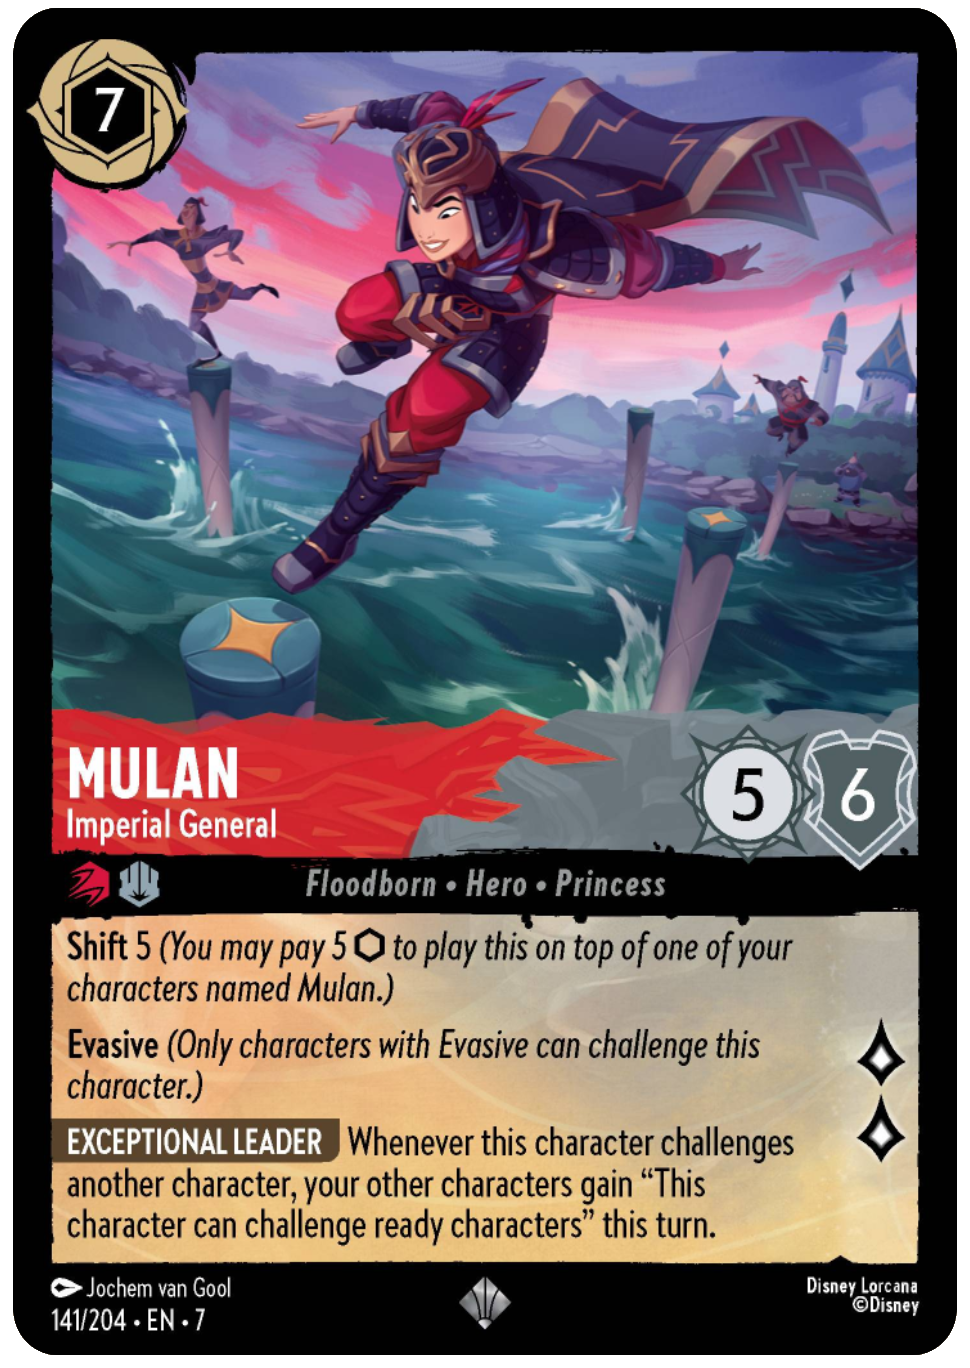 7
MULAN
Imperial General
5
6
Floodborn • Hero • Princess
Shift 5 (You may pay 5 ⬡ to play this on top of one of your
characters named Mulan.)
Evasive (Only characters with Evasive can challenge this
character.)
EXCEPTIONAL LEADER Whenever this character challenges
another character, your other characters gain “This
character can challenge ready characters” this turn.
Jochem van Gool
141/204 • EN • 7
Disney Lorcana
©Disney